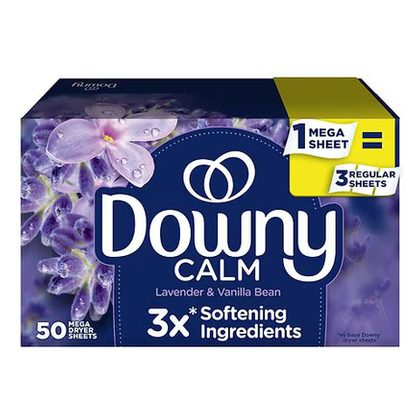 Downy
1 MEGA
SHEET =
3 REGULAR
SHEETS
Downy
CALM
Lavender & Vanilla Bean
3x* Softening
Ingredients
50 MEGA
DRYER
SHEETS
*vs base Downy
dryer sheets